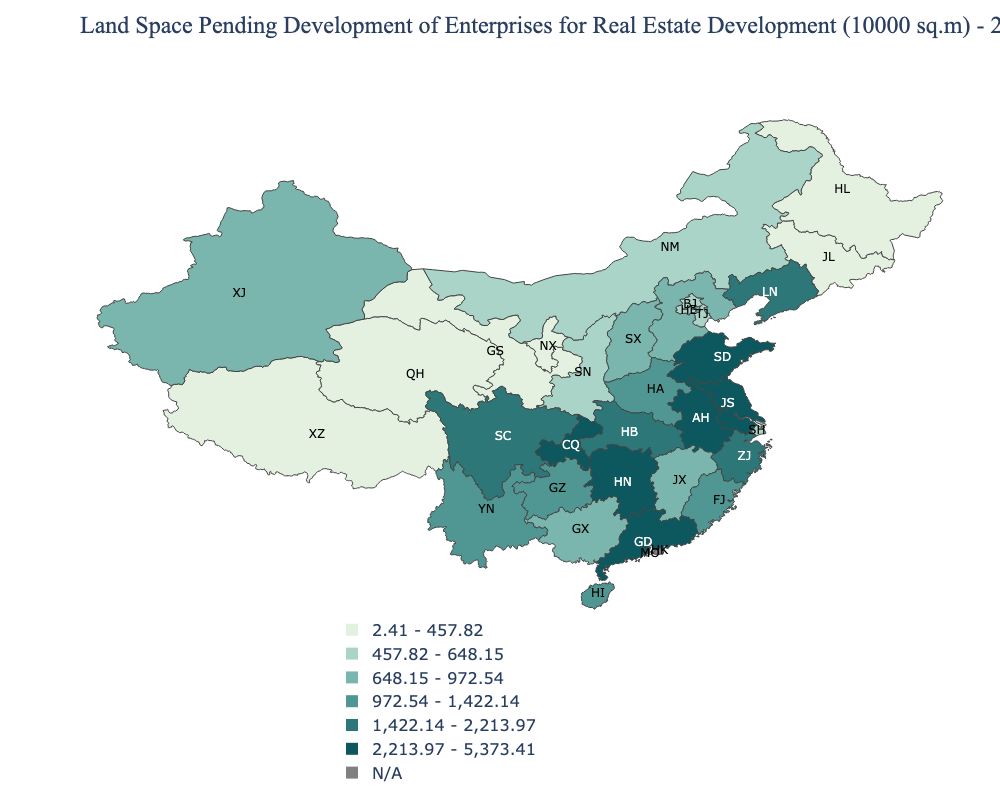 Land Space Pending Development of Enterprises for Real Estate Development (10000 sq.m) - 2
HL
NM
JL
XJ
LN
BJ
HE
TJ
SX
NX
GS
SD
SN
QH
HA
JS
AH
SH
XZ
SC
HB
CQ
ZJ
HN
JX
GZ
FJ
YN
GX
GD
HK
MO
HI
2.41 - 457.82
457.82 - 648.15
648.15 - 972.54
972.54 - 1,422.14
1,422.14 - 2,213.97
2,213.97 - 5,373.41
N/A